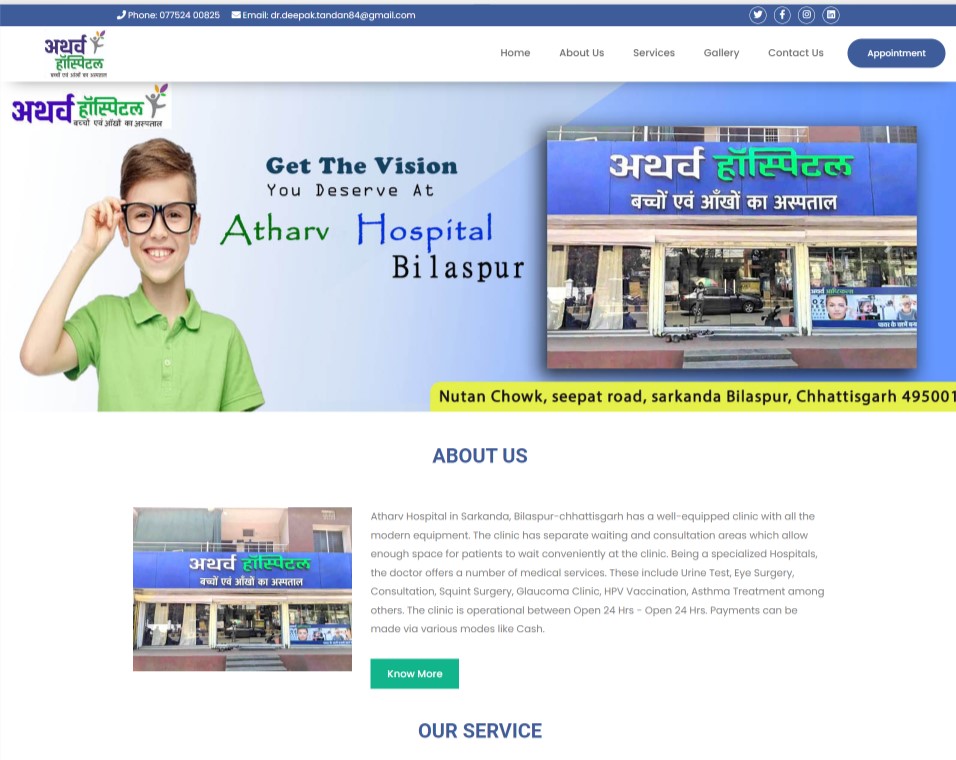 Phone: 077524 00825 Email: dr.deepak.tandan84@gmail.com
अथर्व
हॉस्पिटल
बच्चों एवं आंखों का अस्पताल
Home About Us Services Gallery Contact Us Appointment
अथर्व हॉस्पिटल
बच्चों एवं आँखों का अस्पताल
Get The Vision
You Deserve At
Atharv Hospital
Bilaspur
अथर्व हॉस्पिटल
बच्चों एवं आँखों का अस्पताल
अथर्व
Nutan Chowk, seepat road, sarkanda Bilaspur, Chhattisgarh 495001
ABOUT US
अथर्व हॉस्पिटल
बच्चों एवं आँखों का अस्पताल
Atharv Hospital in Sarkanda, Bilaspur-chhattisgarh has a well-equipped clinic with all the
modern equipment. The clinic has separate waiting and consultation areas which allow
enough space for patients to wait conveniently at the clinic. Being a specialized Hospitals,
the doctor offers a number of medical services. These include Urine Test, Eye Surgery,
Consultation, Squint Surgery, Glaucoma Clinic, HPV Vaccination, Asthma Treatment among
others. The clinic is operational between Open 24 Hrs - Open 24 Hrs. Payments can be
made via various modes like Cash.
Know More
OUR SERVICE